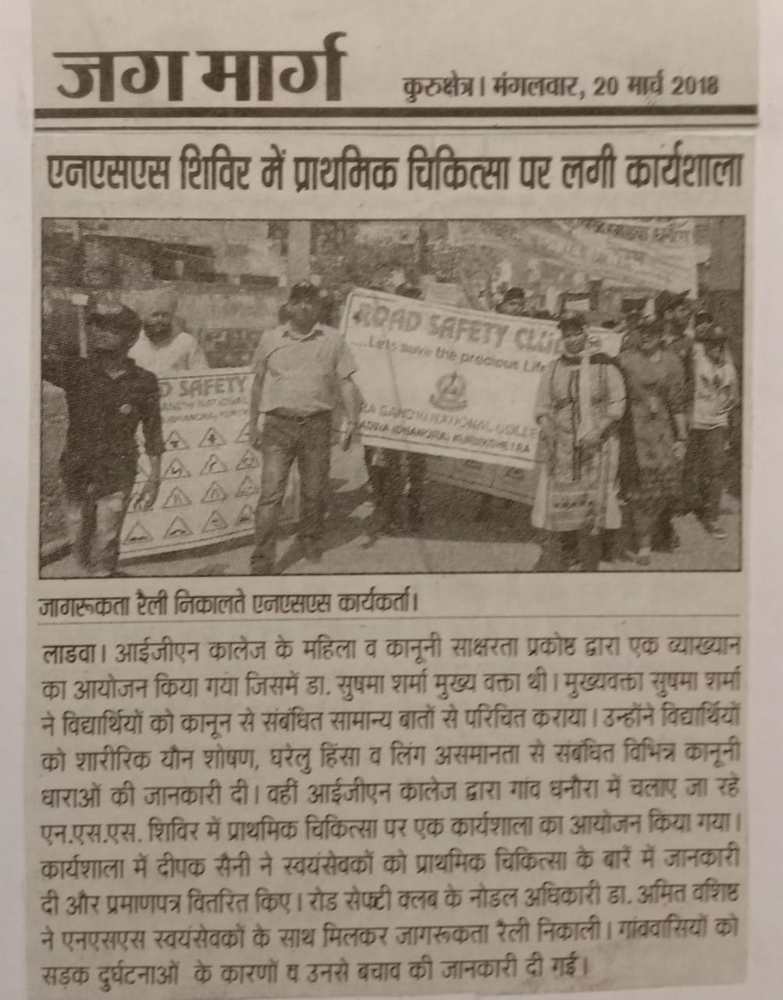 जग मार्ग
कुरुक्षेत्र। मंगलवार, 20 मार्च 2018
एनएसएस शिविर में प्राथमिक चिकित्सा पर लगी कार्यशाला
ROAD SAFETY
....Lets save the precious Life
GANDHI NATIONAL
(DHANORA) KURUKSHETRA
D SAFETY
NATIONAL
जागरूकता रैली निकालते एनएसएस कार्यकर्ता।
लाडवा। आईजीएन कालेज के महिला व कानूनी साक्षरता प्रकोष्ठ द्वारा एक व्याख्यान
का आयोजन किया गया जिसमें डा. सुषमा शर्मा मुख्य वक्ता थी। मुख्यवक्ता सुषमा शर्मा
ने विद्यार्थियों को कानून से संबंधित सामान्य बातों से परिचित कराया। उन्होंने विद्यार्थियों
को शारीरिक यौन शोषण, घरेलु हिंसा व लिंग असमानता से संबंधित विभिन्न कानूनी
धाराओं की जानकारी दी। वहीं आईजीएन कालेज द्वारा गांव धनौरा में चलाए जा रहे
एन.एस.एस. शिविर में प्राथमिक चिकित्सा पर एक कार्यशाला का आयोजन किया गया।
कार्यशाला में दीपक सैनी ने स्वयंसेवकों को प्राथमिक चिकित्सा के बारें में जानकारी
दी और प्रमाणपत्र वितरित किए। रोड सेफ्टी क्लब के नोडल अधिकारी डा. अमित वशिष्ठ
ने एनएसएस स्वयंसेवकों के साथ मिलकर जागरूकता रैली निकाली। गांववासियों को
सड़क दुर्घटनाओं के कारणों व उनसे बचाव की जानकारी दी गई।